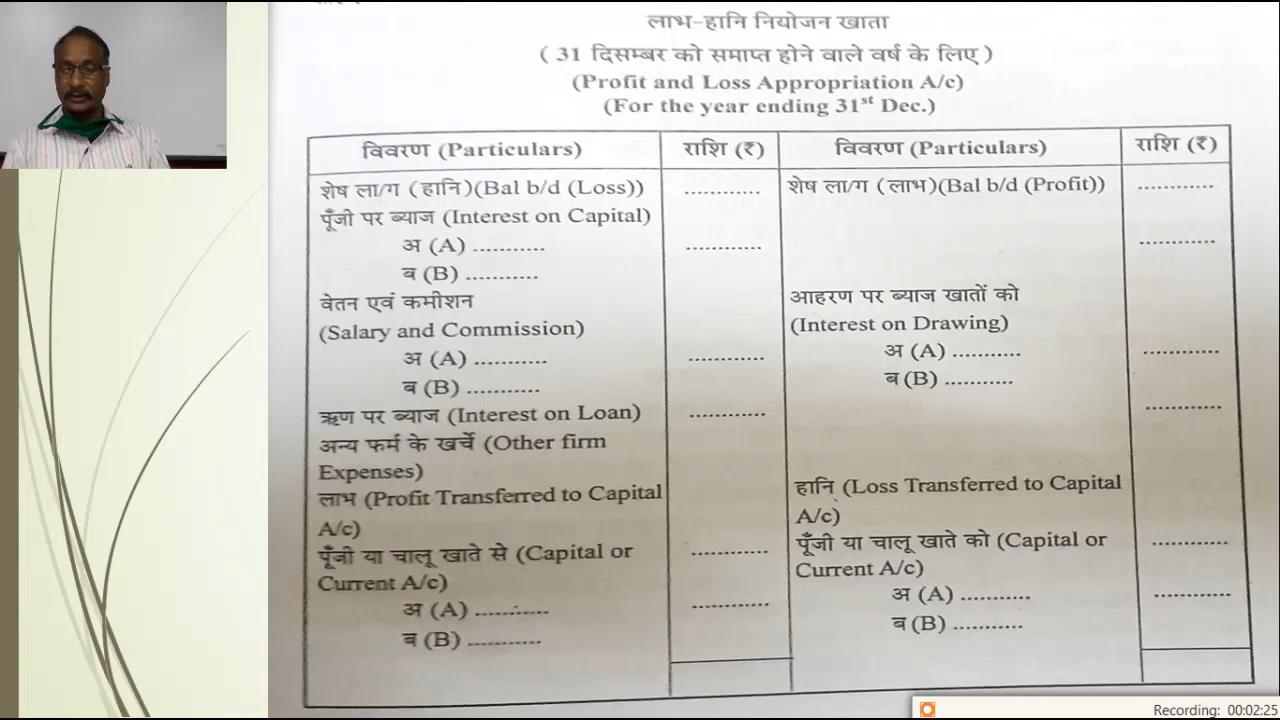 लाभ-हानि नियोजन खाता
( 31 दिसम्बर को समाप्त होने वाले वर्ष के लिए )
(Profit and Loss Appropriation A/c)
(For the year ending 31st Dec.)
विवरण (Particulars) राशि (₹) विवरण (Particulars) राशि (₹)
शेष ला/ग (हानि)(Bal b/d (Loss)) ............ शेष ला/ग (लाभ)(Bal b/d (Profit)) ............
पूँजी पर ब्याज (Interest on Capital)
अ (A) ........... ............ ............
ब (B) ...........
वेतन एवं कमीशन आहरण पर ब्याज खातों को
(Salary and Commission) (Interest on Drawing)
अ (A) ........... ............ अ (A) ........... ............
ब (B) ........... ब (B) ...........
ऋण पर ब्याज (Interest on Loan) ............ ............
अन्य फर्म के खर्चे (Other firm
Expenses)
लाभ (Profit Transferred to Capital हानि (Loss Transferred to Capital
A/c) A/c)
पूँजी या चालू खाते से (Capital or ............ पूँजी या चालू खाते को (Capital or ............
Current A/c) Current A/c)
अ (A) ........... ............ अ (A) ........... ............
ब (B) ........... ब (B) ...........
Recording: 00:02:25